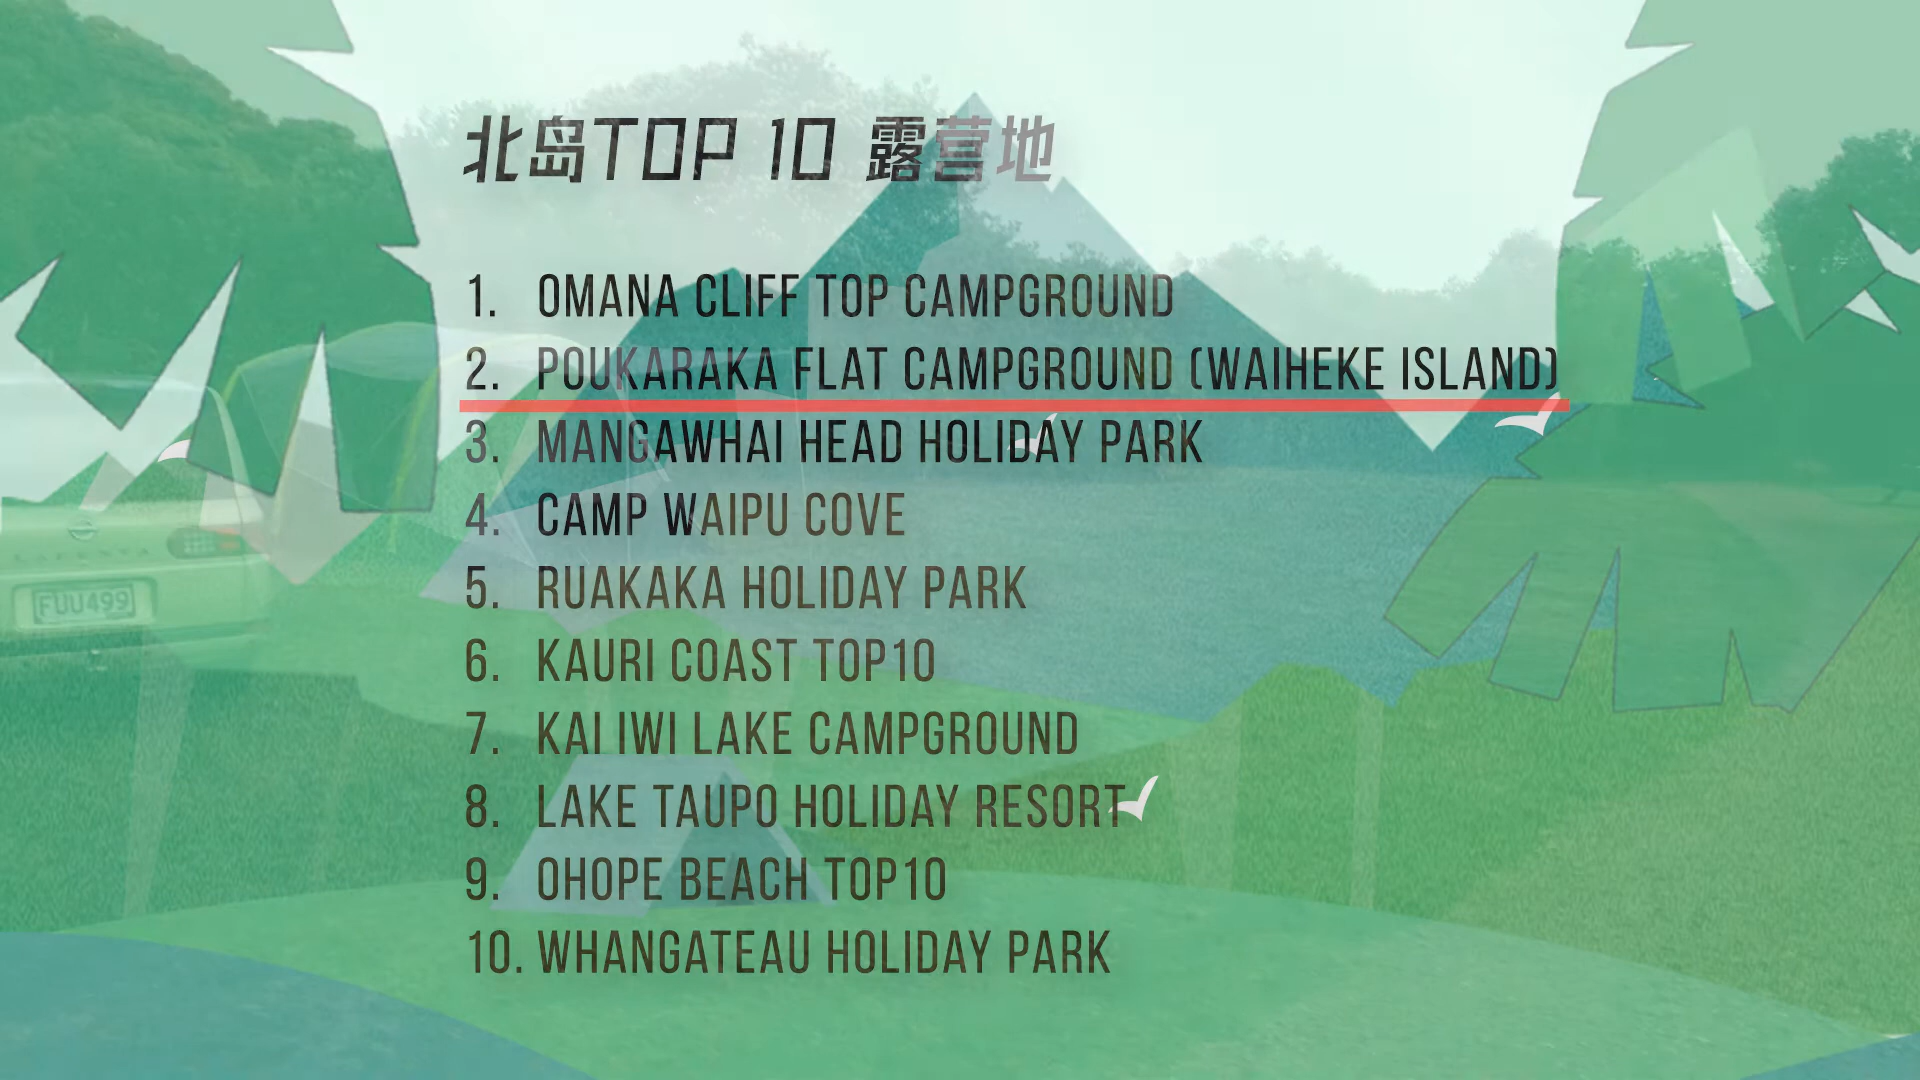 北岛TOP 10 露营地
1. OMANA CLIFF TOP CAMPGROUND
2. POUKARAKA FLAT CAMPGROUND (WAIHEKE ISLAND)
3. MANGAWHAI HEAD HOLIDAY PARK
4. CAMP WAIPU COVE
5. RUAKAKA HOLIDAY PARK
6. KAURI COAST TOP10
7. KAI IWI LAKE CAMPGROUND
8. LAKE TAUPO HOLIDAY RESORT
9. OHOPE BEACH TOP10
10. WHANGATEAU HOLIDAY PARK
FUU499